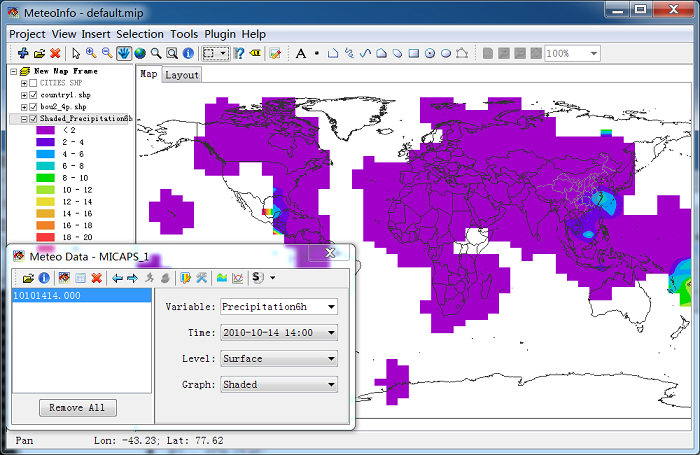 MeteoInfo - default.mip
Project View Insert Selection Tools Plugin Help
100%
New Map Frame
CITIES.SHP
country1.shp
bou2_4p.shp
Shaded_Precipitation6h
< 2
2 - 4
4 - 6
6 - 8
8 - 10
10 - 12
12 - 14
14 - 16
16 - 18
18 - 20
Map Layout
Meteo Data - MICAPS_1
10101414.000
Variable: Precipitation6h
Time: 2010-10-14 14:00
Level: Surface
Graph: Shaded
Remove All
Pan Lon: -43.23; Lat: 77.62